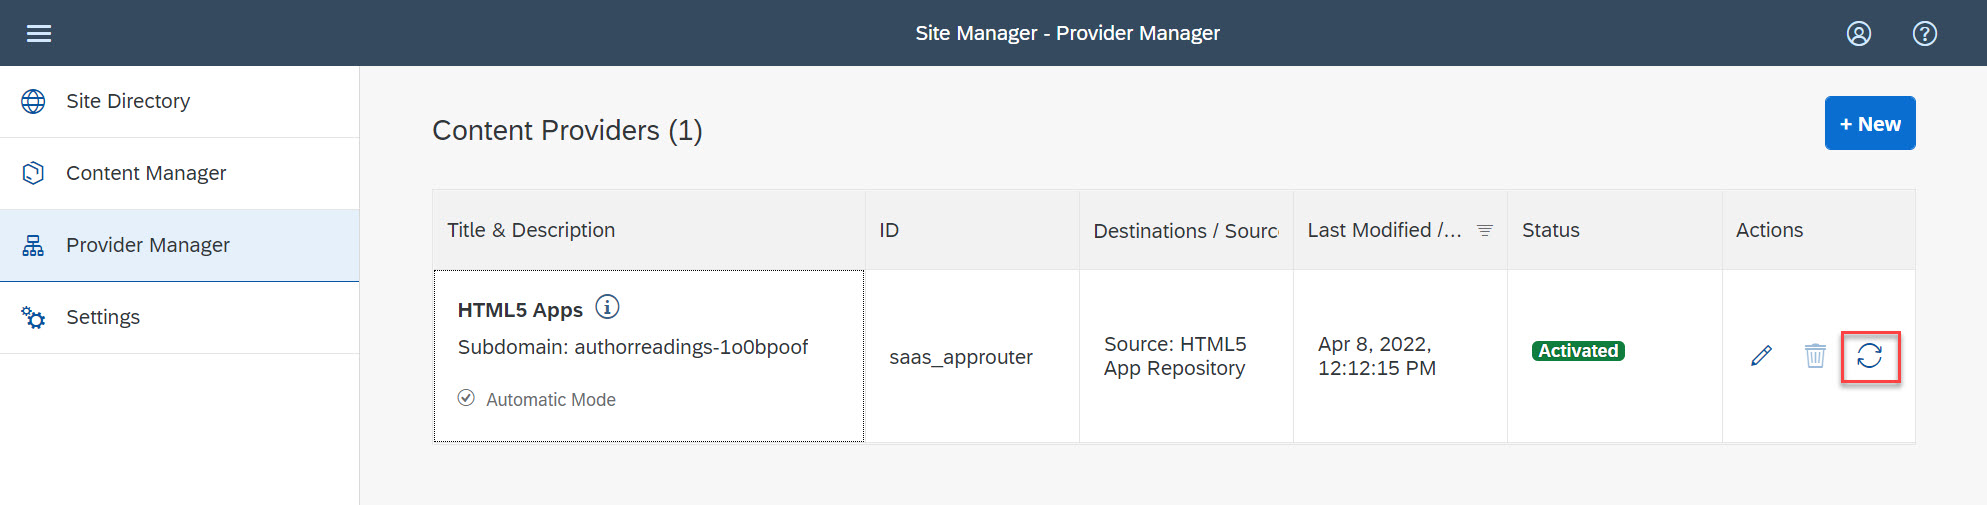 Site Manager - Provider Manager
Site Directory
Content Manager
Provider Manager
Settings
Content Providers (1)
+ New
Title & Description
ID
Destinations / Sourc
Last Modified /...
Status
Actions
HTML5 Apps
Subdomain: authorreadings-1o0bpoof
Automatic Mode
saas_approuter
Source: HTML5
App Repository
Apr 8, 2022,
12:12:15 PM
Activated